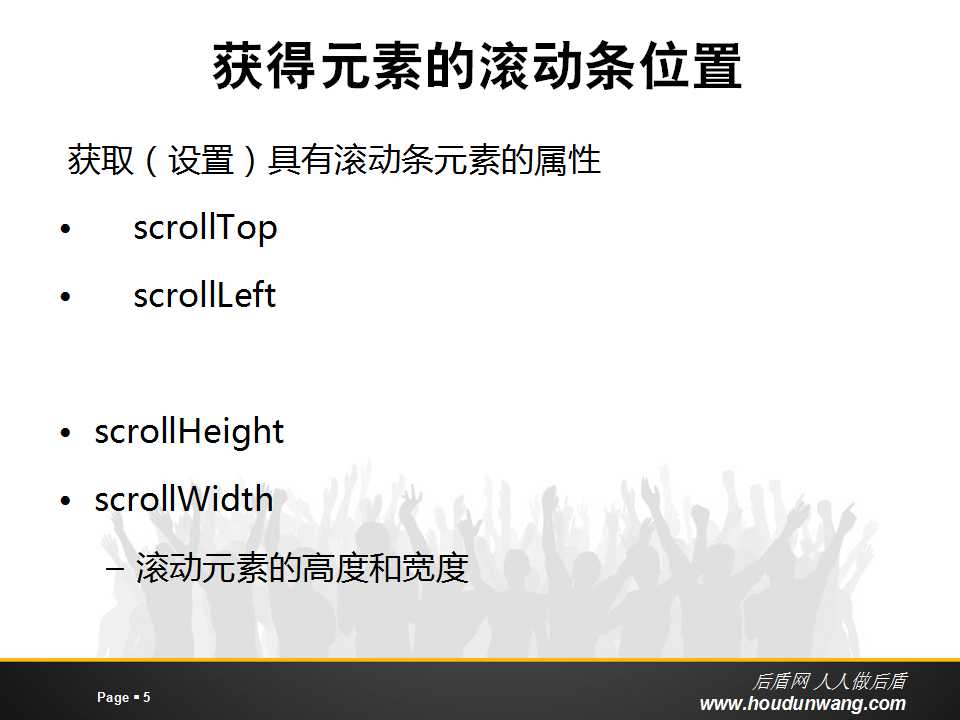 获得元素的滚动条位置
获取（设置）具有滚动条元素的属性
• scrollTop
• scrollLeft
• scrollHeight
• scrollWidth
– 滚动元素的高度和宽度
Page ▪ 5
后盾网 人人做后盾
www.houdunwang.com